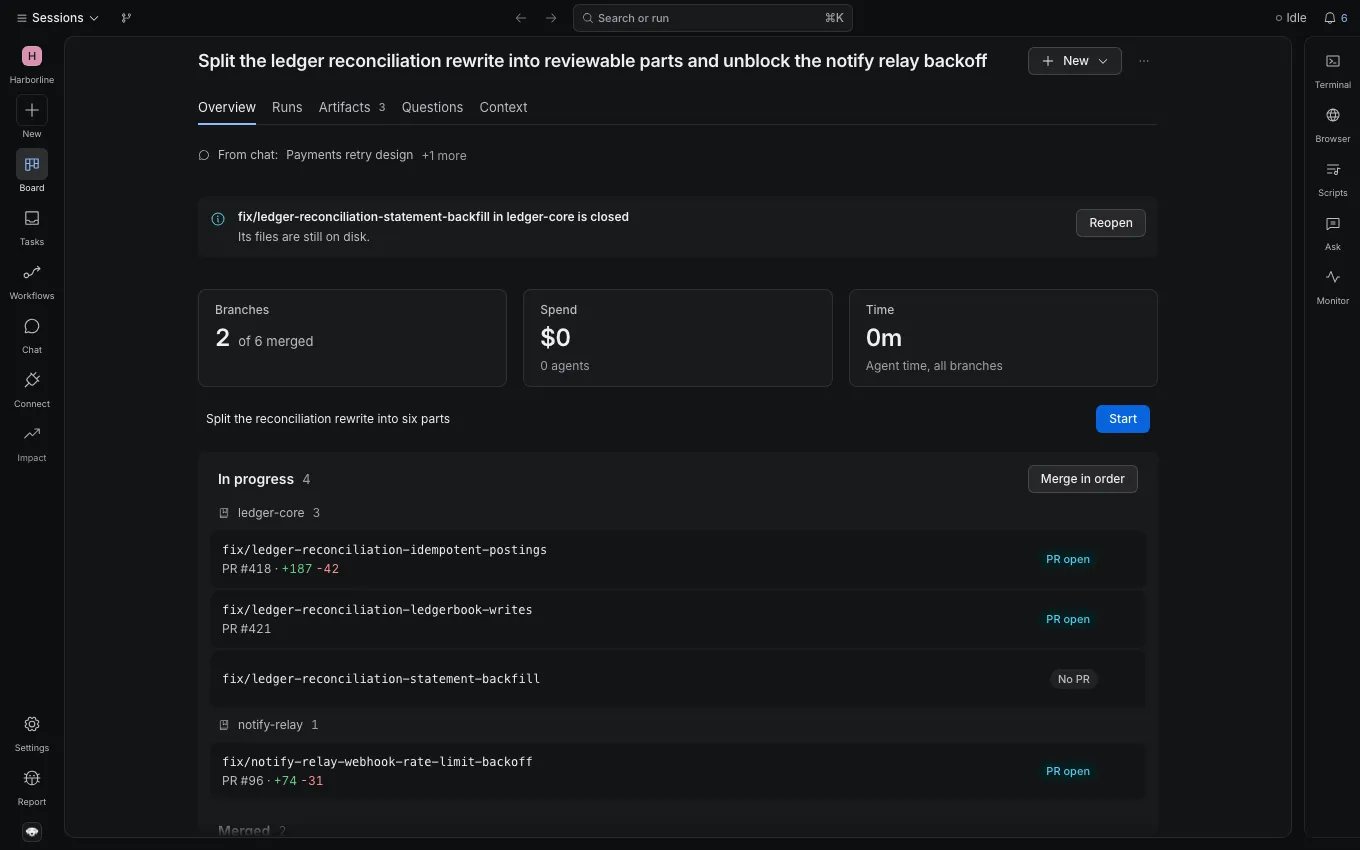 Sessions
Search or run ⌘K
Idle
6
H
Harborline
New
Board
Tasks
Workflows
Chat
Connect
Impact
Settings
Report
Split the ledger reconciliation rewrite into reviewable parts and unblock the notify relay backoff
New
Overview Runs Artifacts 3 Questions Context
From chat: Payments retry design +1 more
fix/ledger-reconciliation-statement-backfill in ledger-core is closed
Its files are still on disk.
Reopen
Branches
2 of 6 merged
Spend
$0
0 agents
Time
0m
Agent time, all branches
Split the reconciliation rewrite into six parts
Start
In progress 4
Merge in order
ledger-core 3
fix/ledger-reconciliation-idempotent-postings
PR #418 · +187 -42
PR open
fix/ledger-reconciliation-ledgerbook-writes
PR #421
PR open
fix/ledger-reconciliation-statement-backfill
No PR
notify-relay 1
fix/notify-relay-webhook-rate-limit-backoff
PR #96 · +74 -31
PR open
Merged 2
Terminal
Browser
Scripts
Ask
Monitor